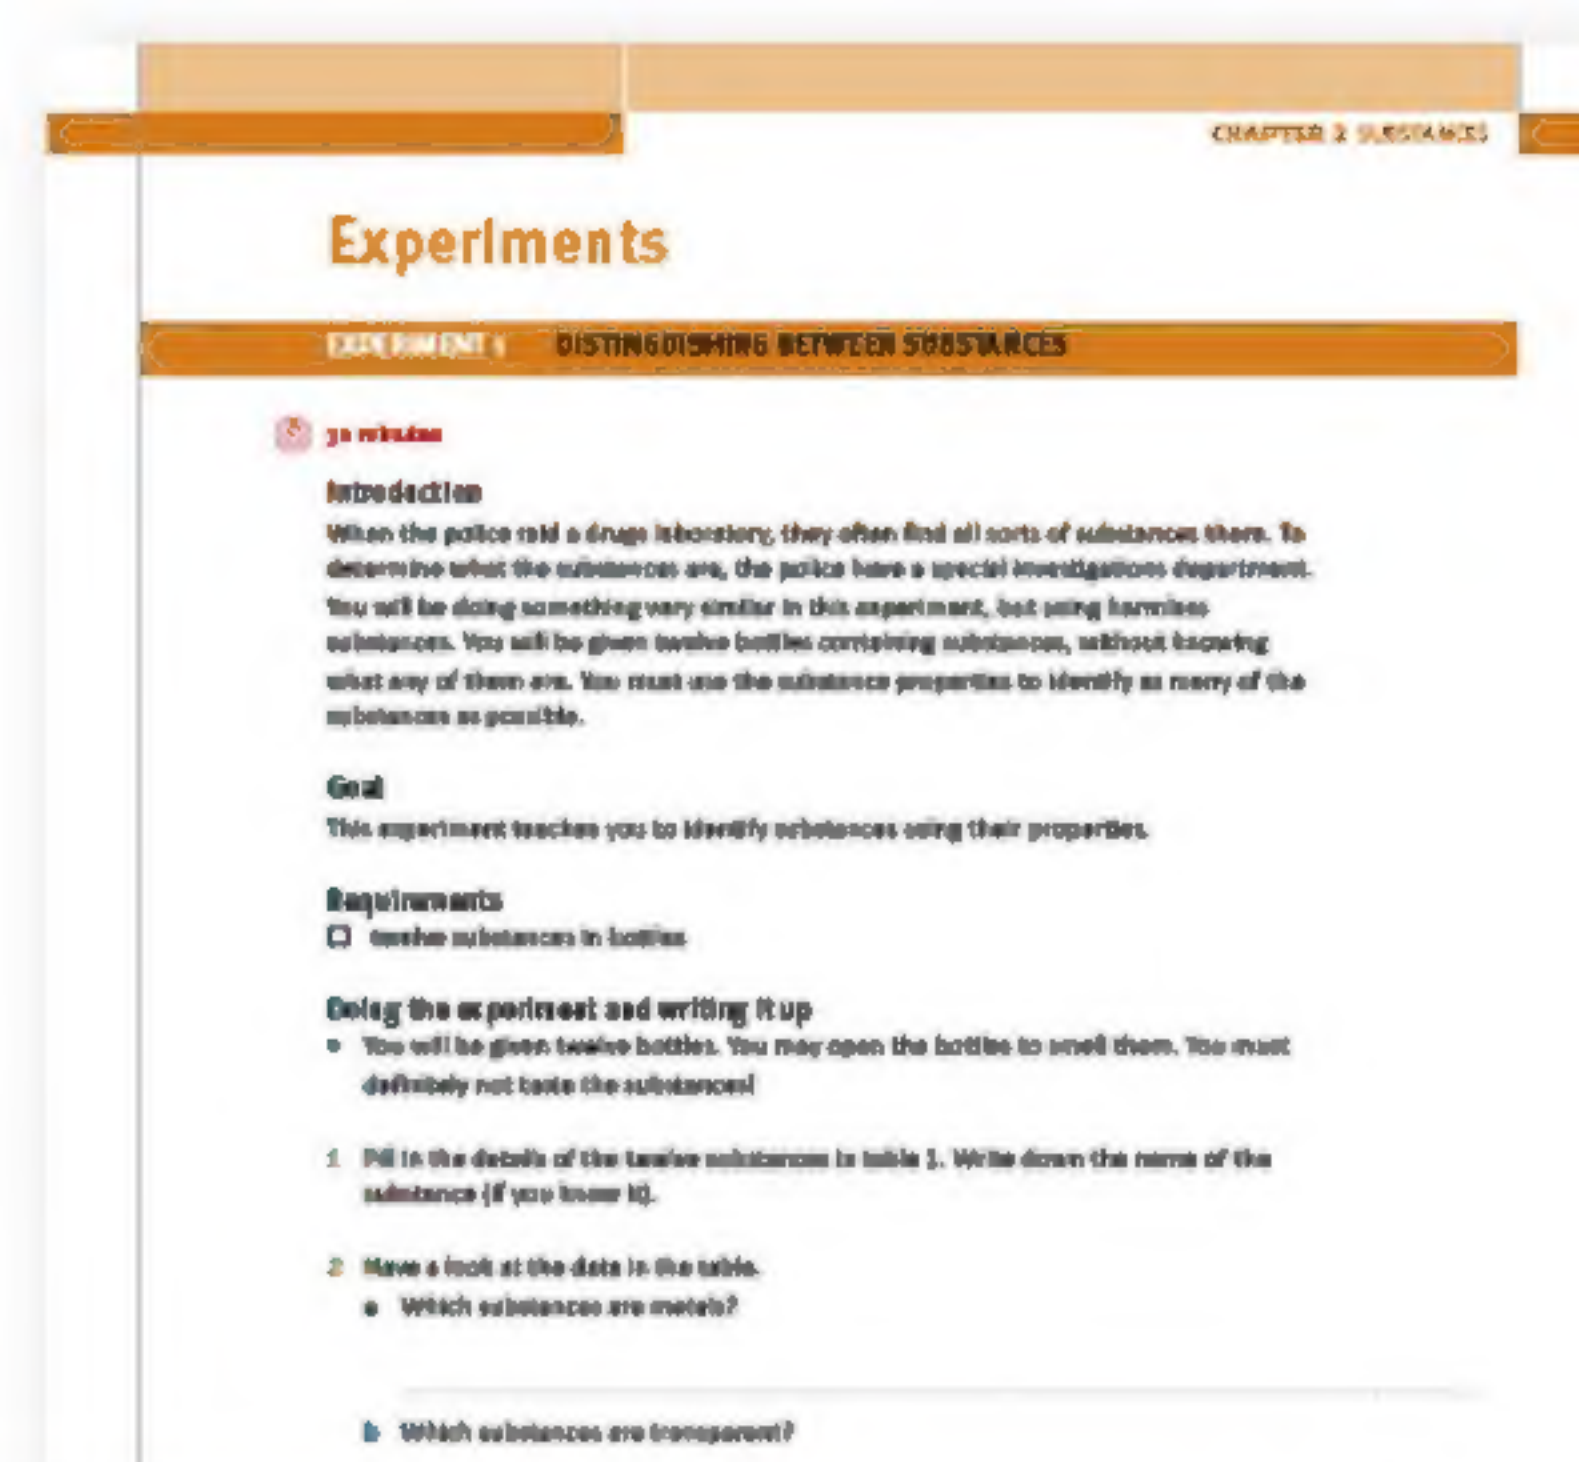 CHAPTER 2 SUBSTANCES
Experiments
EXPERIMENT 1 DISTINGUISHING BETWEEN SUBSTANCES
30 minutes
Introduction
When the police raid a drugs laboratory, they often find all sorts of substances there. To
determine what the substances are, the police have a special investigations department.
You will be doing something very similar in this experiment, but using harmless
substances. You will be given twelve bottles containing substances, without knowing
what any of them are. You must use the substance properties to identify as many of the
substances as possible.
Goal
This experiment teaches you to identify substances using their properties.
Requirements
twelve substances in bottles
Doing the experiment and writing it up
• You will be given twelve bottles. You may open the bottles to smell them. You must
definitely not taste the substances!
1 Fill in the details of the twelve substances in table 1. Write down the name of the
substance (if you know it).
2 Have a look at the data in the table.
a Which substances are metals?
b Which substances are transparent?